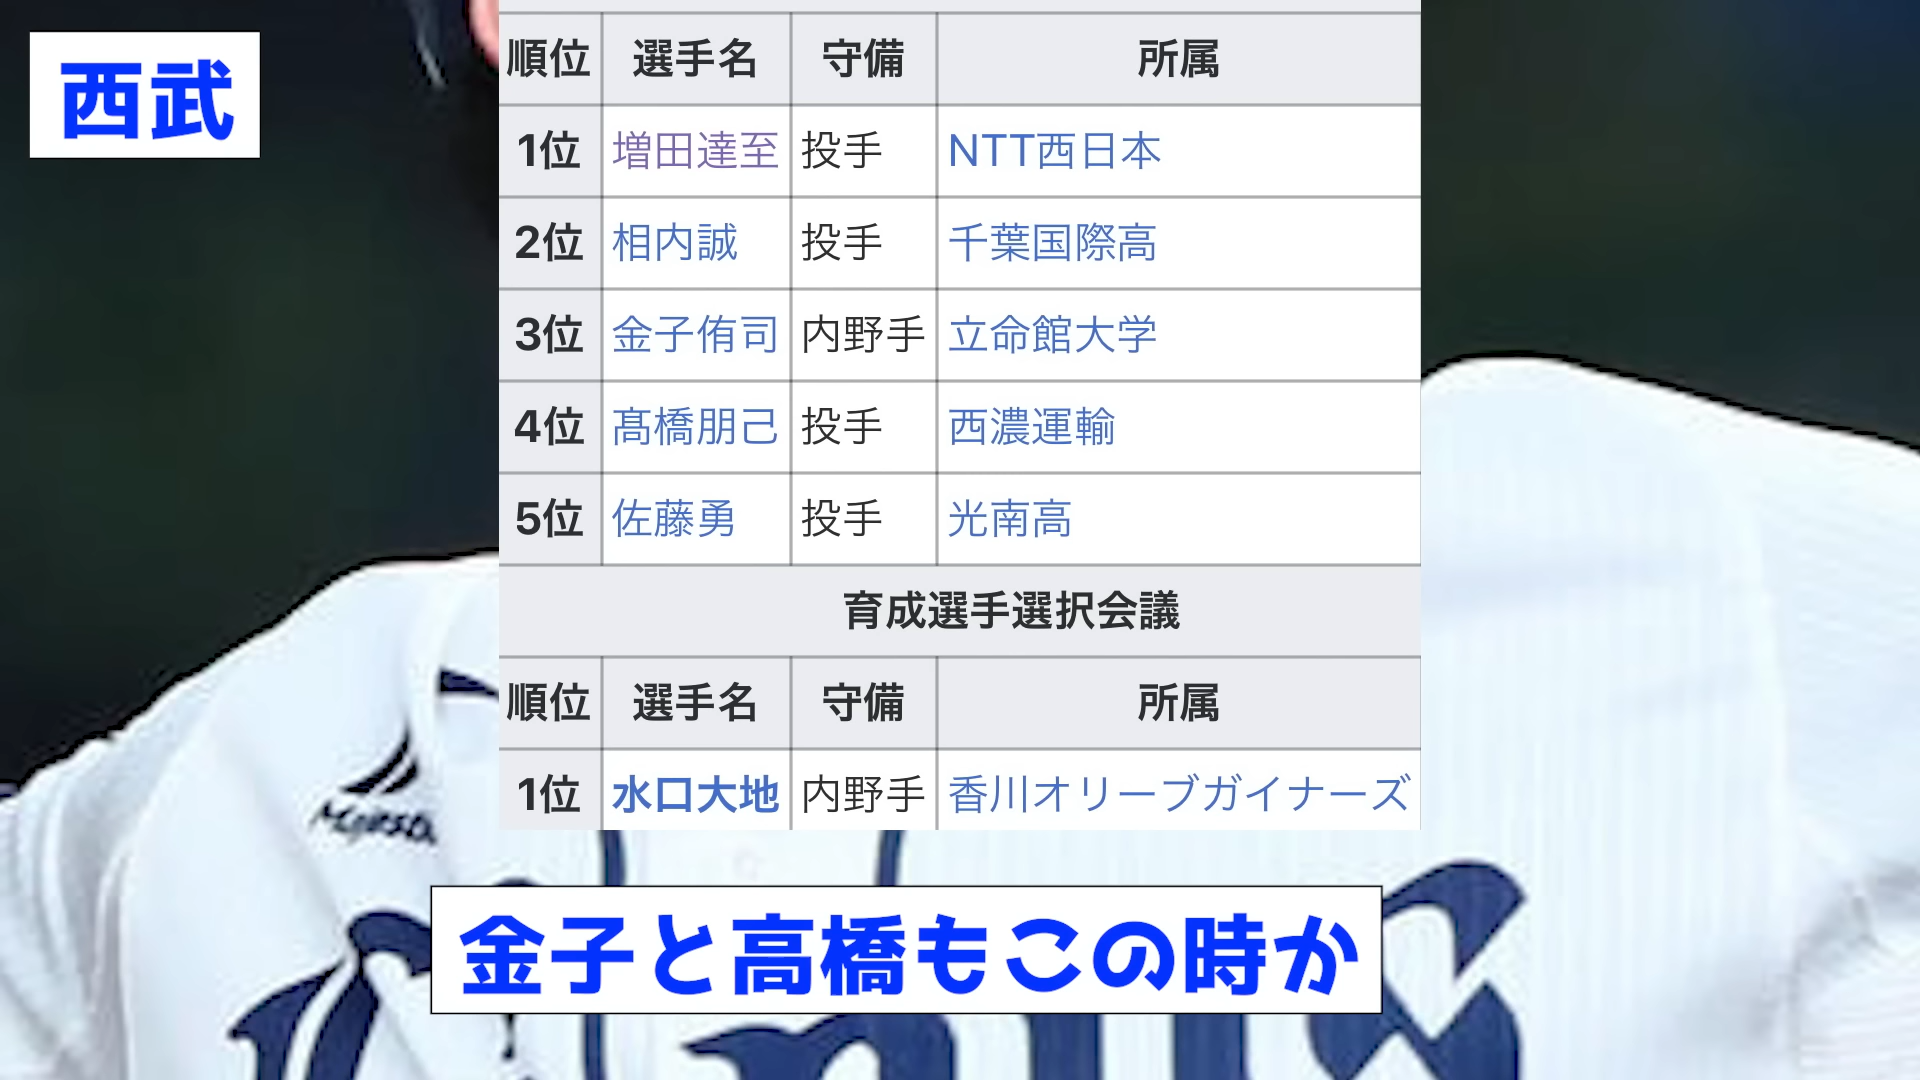 西武
順位 選手名 守備 所属
1位 増田達至 投手 NTT西日本
2位 相内誠 投手 千葉国際高
3位 金子侑司 内野手 立命館大学
4位 髙橋朋己 投手 西濃運輸
5位 佐藤勇 投手 光南高
育成選手選択会議
順位 選手名 守備 所属
1位 水口大地 内野手 香川オリーブガイナーズ
金子と高橋もこの時か